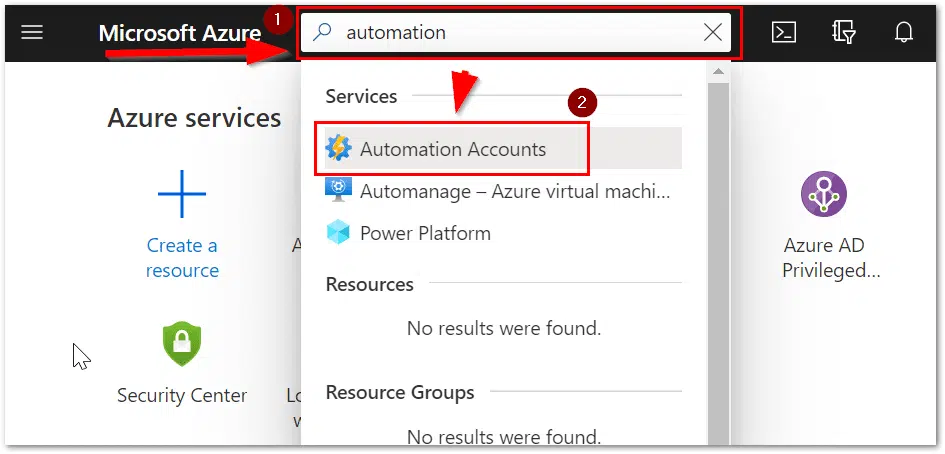 Microsoft Azure
1
automation
Services
2
Azure services
Automation Accounts
Automanage – Azure virtual machi...
Power Platform
Create a
resource
A
Azure AD
Privileged...
Resources
No results were found.
Security Center
Lo
w
Resource Groups
No results were found.